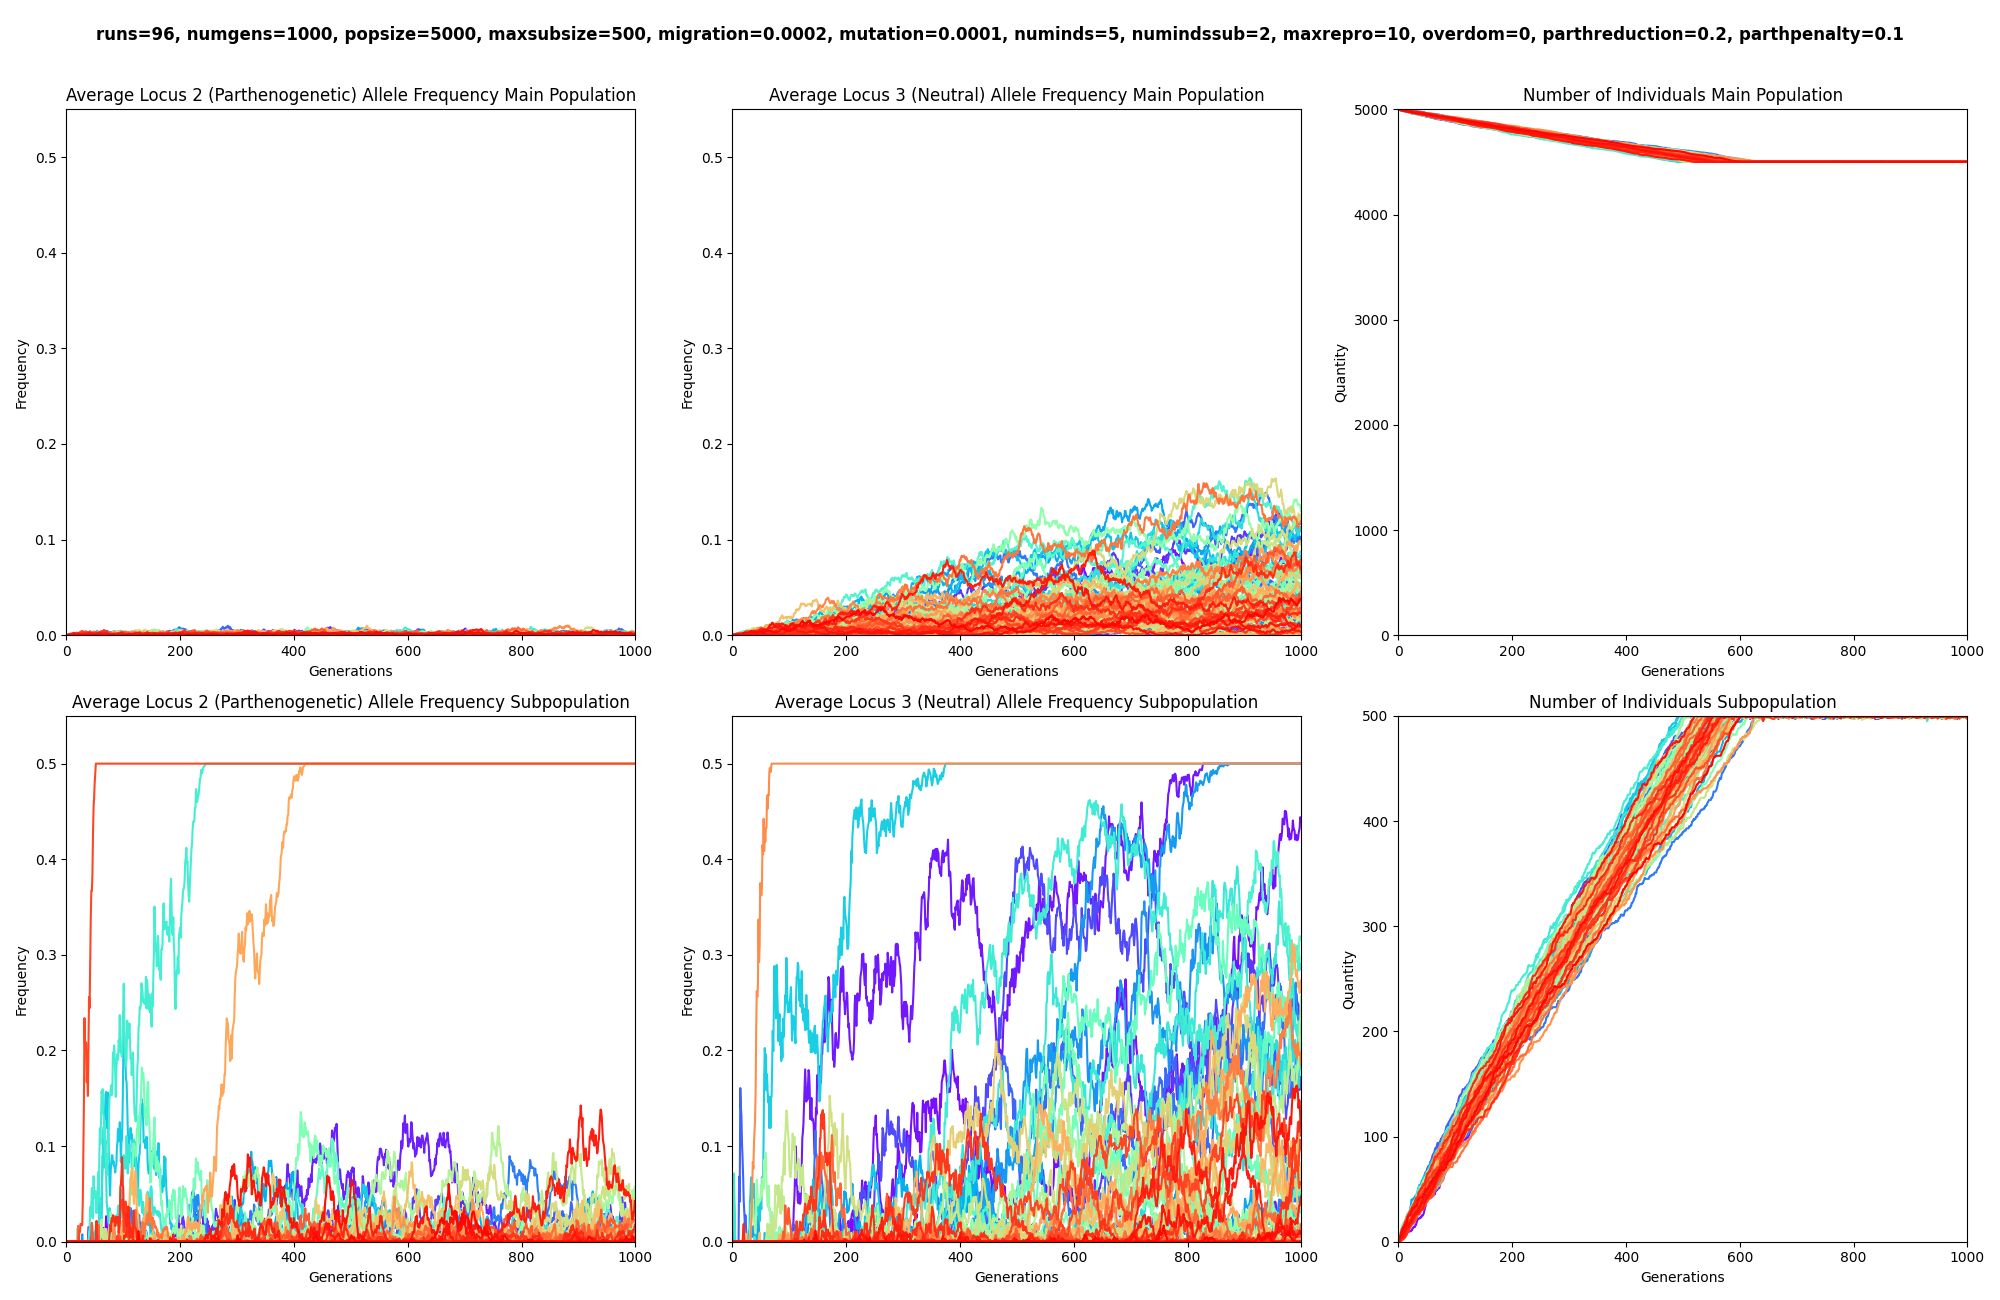 runs=96, numgens=1000, popsize=5000, maxsubsize=500, migration=0.0002, mutation=0.0001, numinds=5, numindssub=2, maxrepro=10, overdom=0, parthreduction=0.2, parthpenalty=0.1
Average Locus 2 (Parthenogenetic) Allele Frequency Main Population
0.5
0.4
0.3
0.2
0.1
0.0
Frequency
0 200 400 600 800 1000
Generations
Average Locus 3 (Neutral) Allele Frequency Main Population
0.5
0.4
0.3
0.2
0.1
0.0
Frequency
0 200 400 600 800 1000
Generations
Number of Individuals Main Population
5000
4000
3000
2000
1000
0
Quantity
0 200 400 600 800 1000
Generations
Average Locus 2 (Parthenogenetic) Allele Frequency Subpopulation
0.5
0.4
0.3
0.2
0.1
0.0
Frequency
0 200 400 600 800 1000
Generations
Average Locus 3 (Neutral) Allele Frequency Subpopulation
0.5
0.4
0.3
0.2
0.1
0.0
Frequency
0 200 400 600 800 1000
Generations
Number of Individuals Subpopulation
500
400
300
200
100
0
Quantity
0 200 400 600 800 1000
Generations